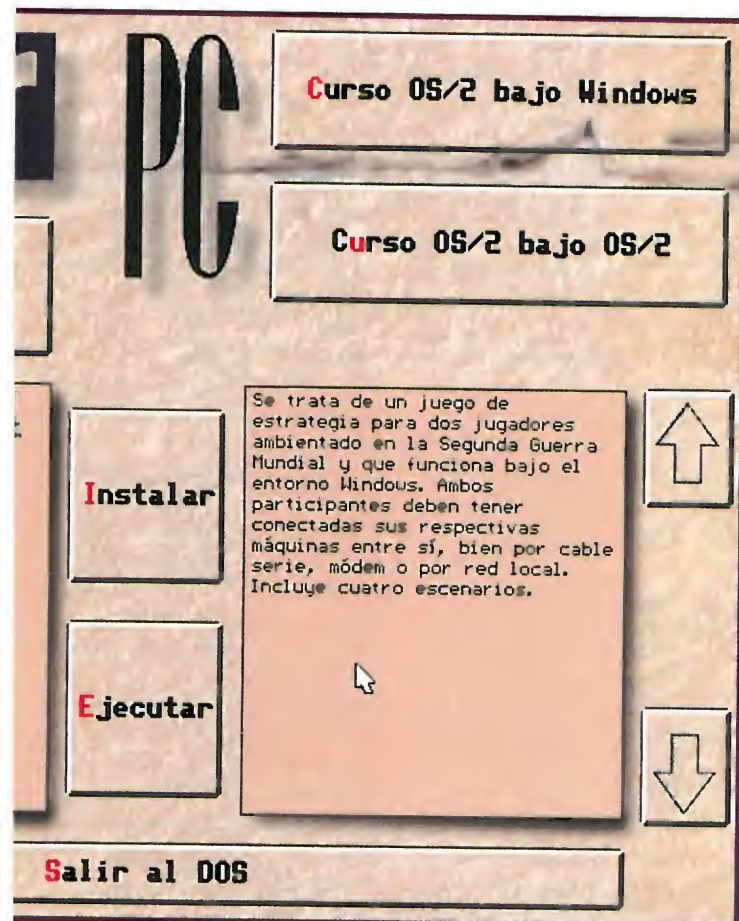 PC
Curso OS/2 bajo Windows
Curso OS/2 bajo OS/2
Instalar
Ejecutar
Se trata de un juego de
estrategia para dos jugadores
ambientado en la Segunda Guerra
Mundial y que funciona bajo el
entorno Windows. Ambos
participantes deben tener
conectadas sus respectivas
máquinas entre sí, bien por cable
serie, módem o por red local.
Incluye cuatro escenarios.
Salir al DOS